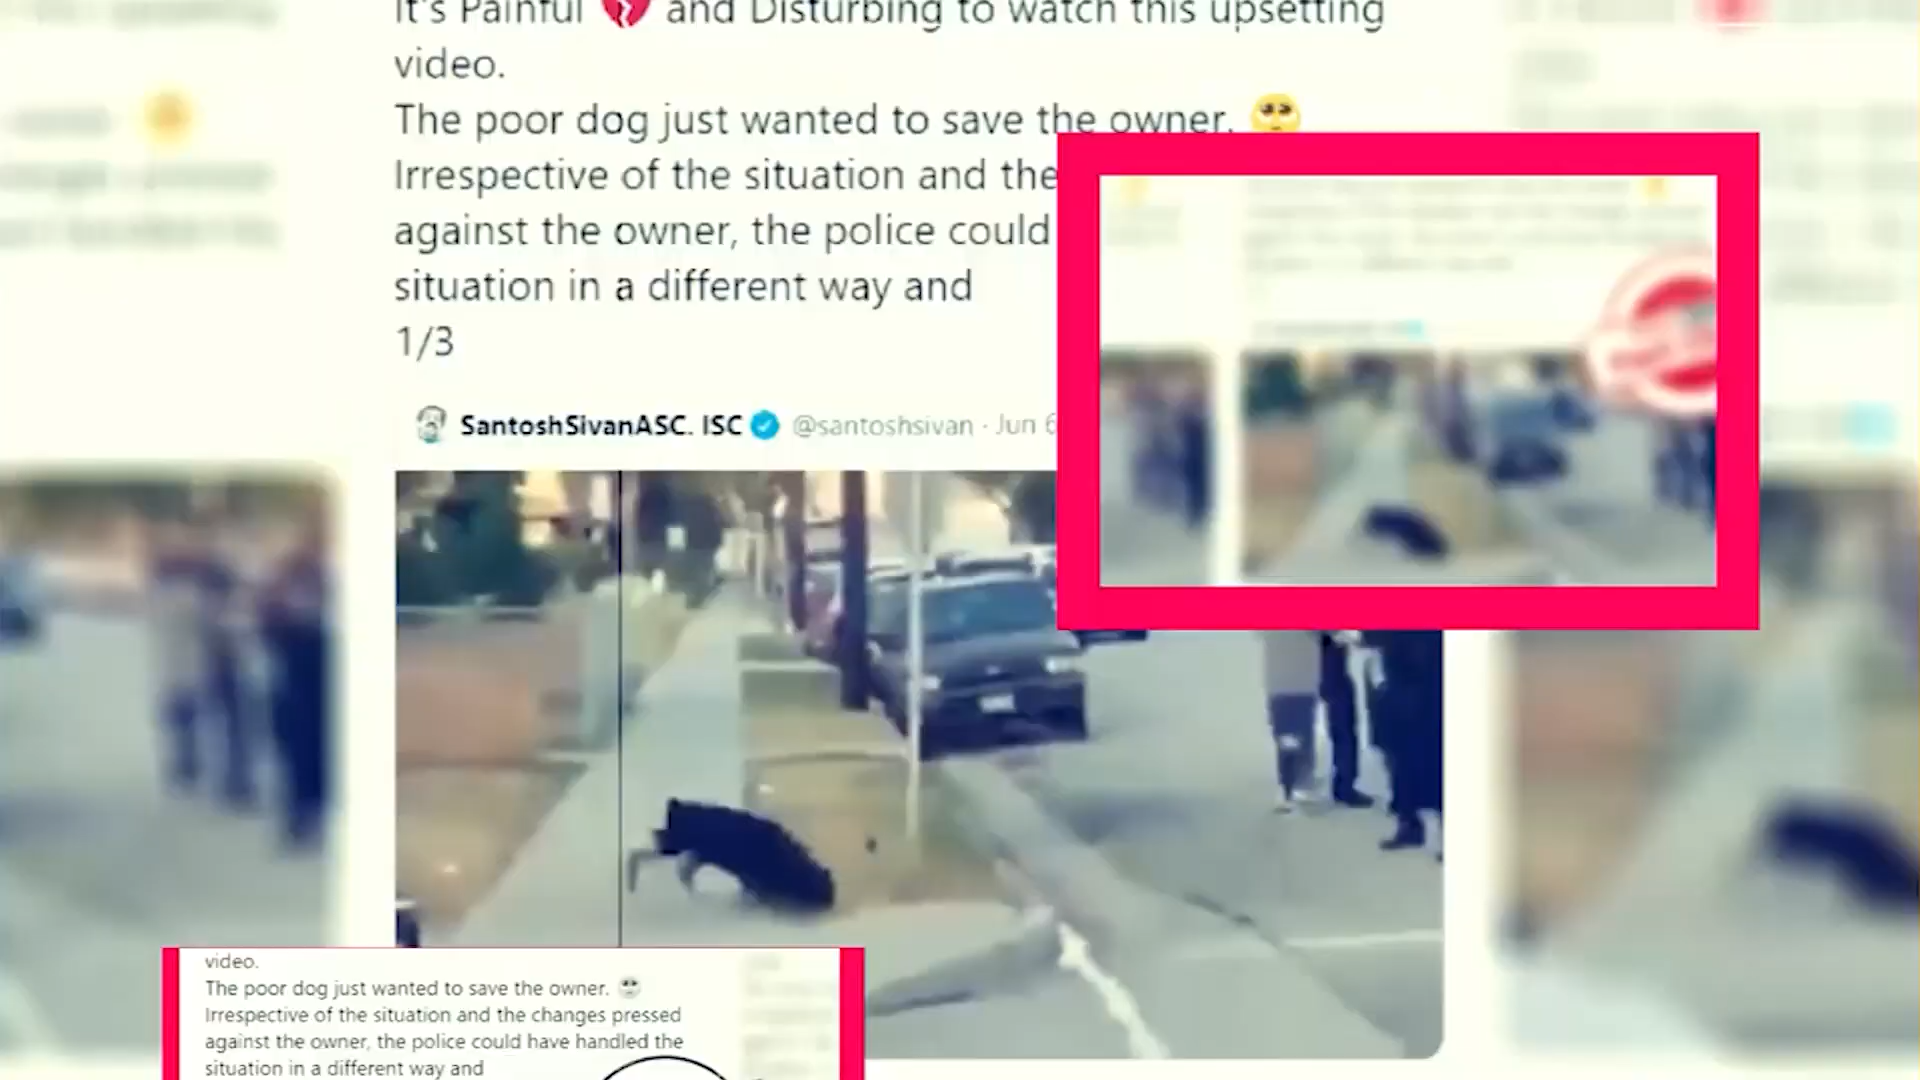 It's Painful 💔 and Disturbing to watch this upsetting
video.
The poor dog just wanted to save the owner. 🥺
Irrespective of the situation and the
against the owner, the police could
situation in a different way and
1/3
SantoshSivanASC. ISC @santoshsivan · Jun 6
video.
The poor dog just wanted to save the owner. 🥺
Irrespective of the situation and the changes pressed
against the owner, the police could have handled the
situation in a different way and